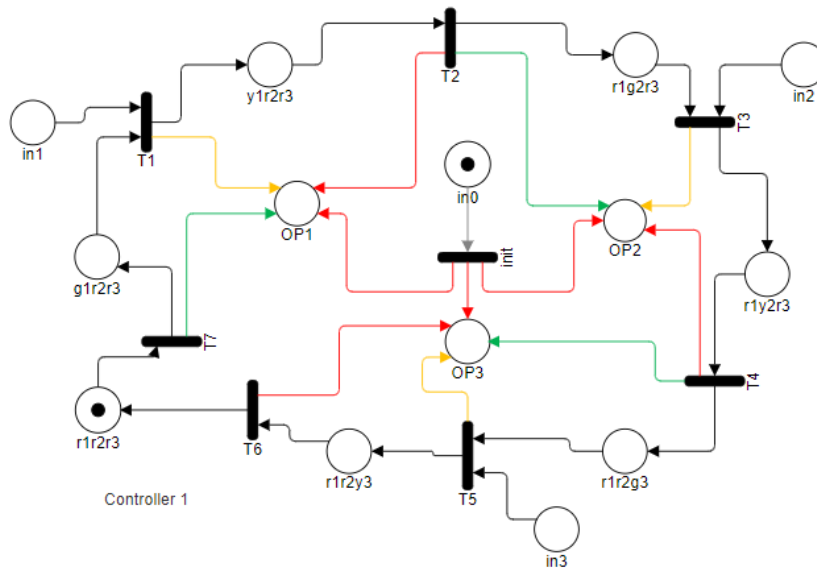 y1r2r3
T2
r1g2r3
in2
in1
T1
T3
in0
OP1
OP2
init
g1r2r3
r1y2r3
T7
OP3
T4
r1r2r3
T6
r1r2y3
T5
r1r2g3
Controller 1
in3